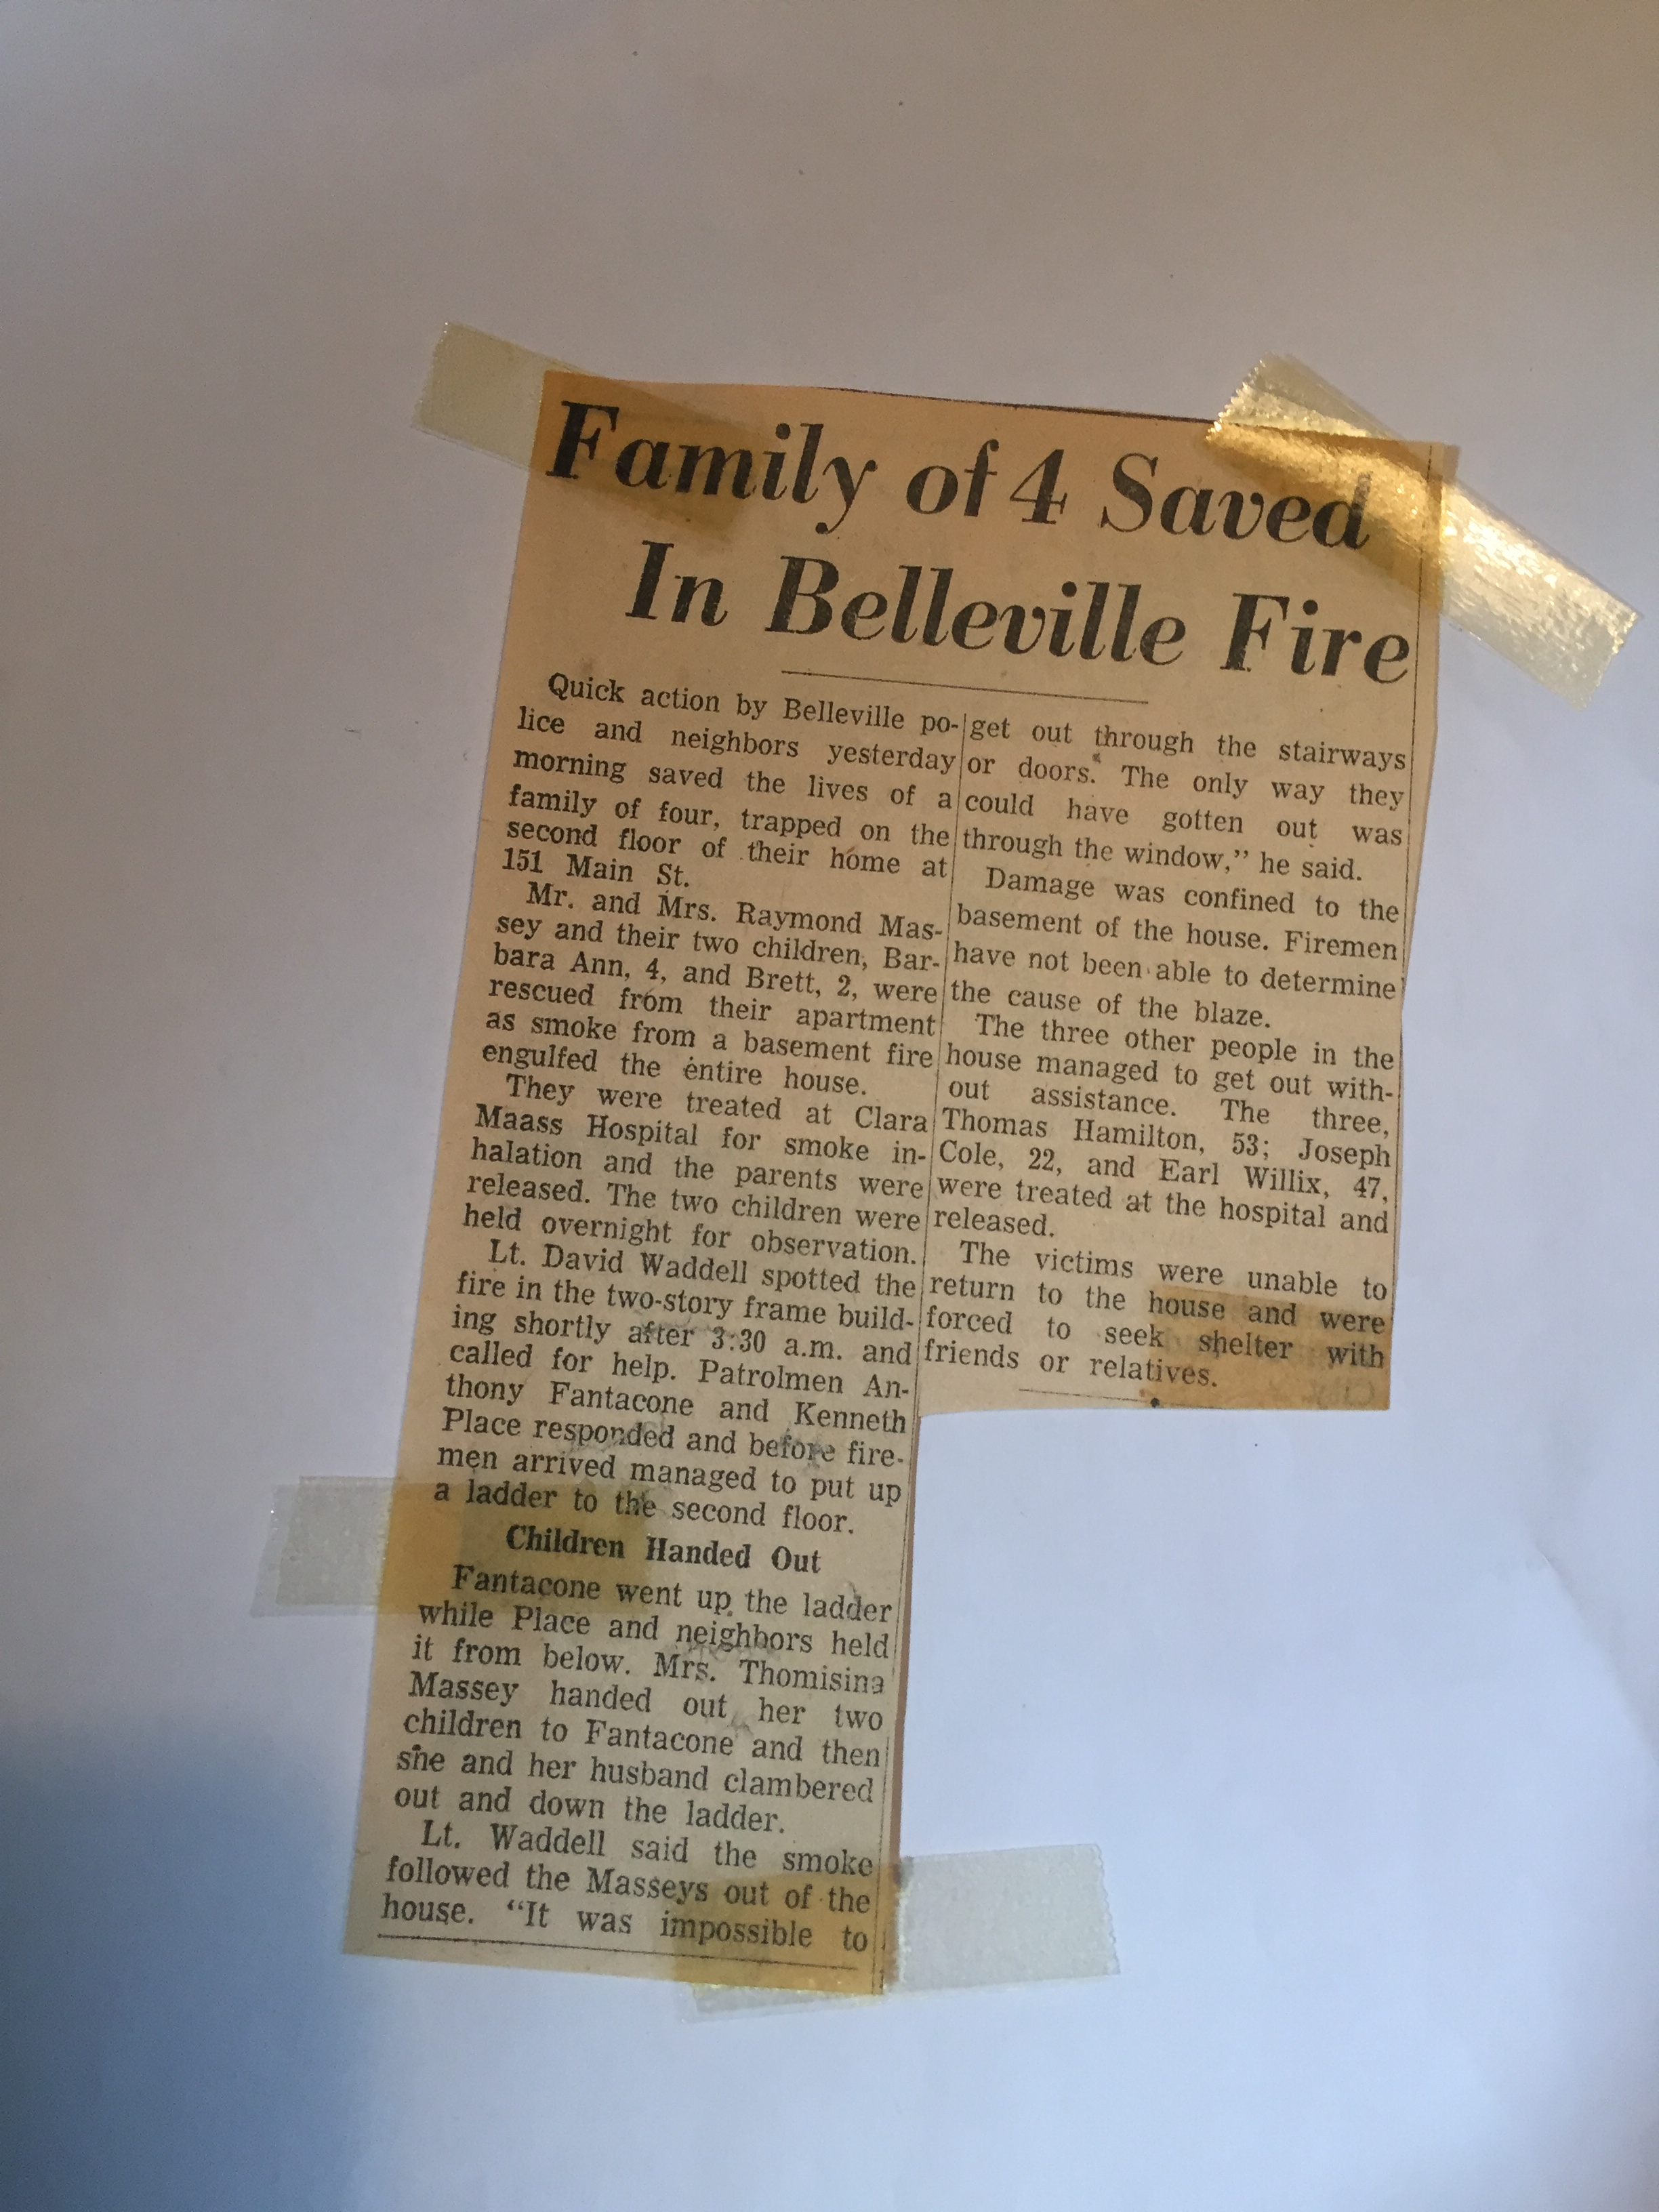 Family of 4 Saved
In Belleville Fire
Quick action by Belleville po-
lice and neighbors yesterday
morning saved the lives of a
family of four, trapped on the
second floor of their home at
151 Main St.
Mr. and Mrs. Raymond Mas-
sey and their two children, Bar-
bara Ann, 4, and Brett, 2, were
rescued from their apartment
as smoke from a basement fire
engulfed the entire house.
They were treated at Clara
Maass Hospital for smoke in-
halation and the parents were
released. The two children were
held overnight for observation.
Lt. David Waddell spotted the
fire in the two-story frame build-
ing shortly after 3:30 a.m. and
called for help. Patrolmen An-
thony Fantacone and Kenneth
Place responded and before fire-
men arrived managed to put up
a ladder to the second floor.
Children Handed Out
Fantacone went up the ladder
while Place and neighbors held
it from below. Mrs. Thomisina
Massey handed out her two
children to Fantacone and then
she and her husband clambered
out and down the ladder.
Lt. Waddell said the smoke
followed the Masseys out of the
house. “It was impossible to
get out through the stairways
or doors. The only way they
could have gotten out was
through the window,” he said.
Damage was confined to the
basement of the house. Firemen
have not been able to determine
the cause of the blaze.
The three other people in the
house managed to get out with-
out assistance. The three,
Thomas Hamilton, 53; Joseph
Cole, 22, and Earl Willix, 47,
were treated at the hospital and
released.
The victims were unable to
return to the house and were
forced to seek shelter with
friends or relatives.